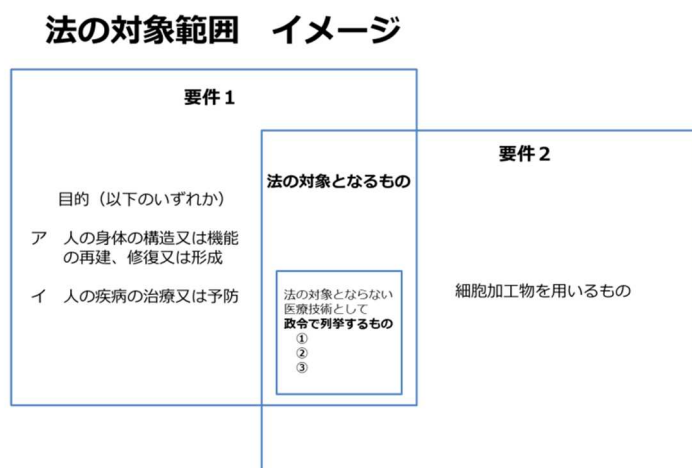 法の対象範囲　イメージ
要件１
要件２
法の対象となるもの
目的（以下のいずれか）
ア　人の身体の構造又は機能
の再建、修復又は形成
イ　人の疾病の治療又は予防
法の対象とならない
医療技術として
政令で列挙するもの
①
②
③
細胞加工物を用いるもの